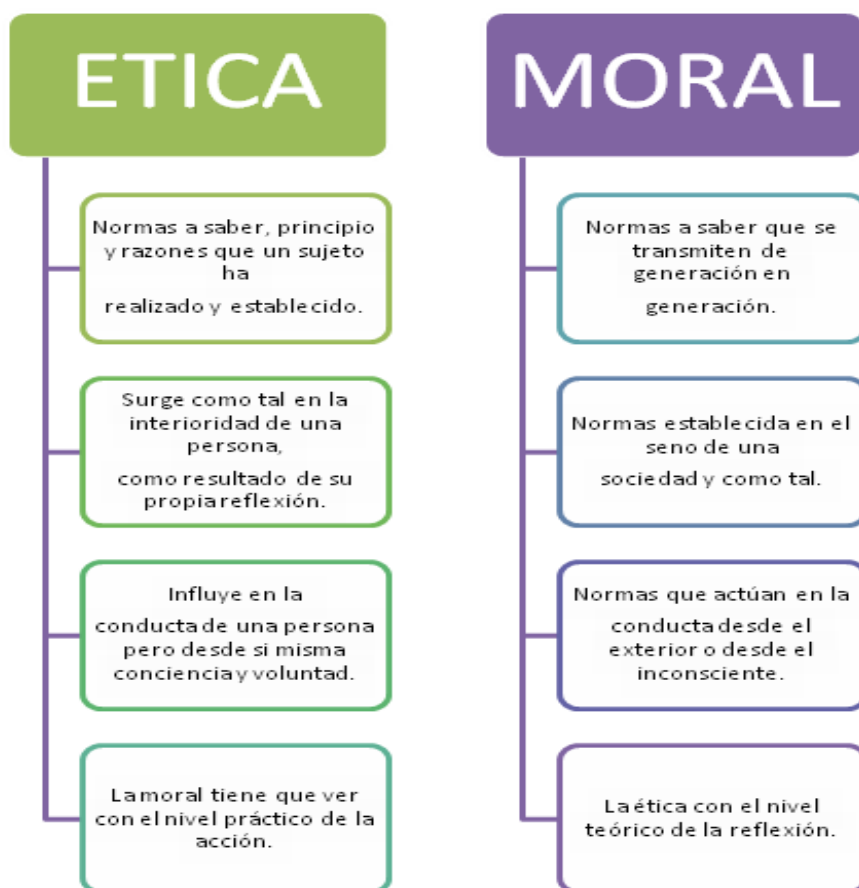 ETICA
Normas a saber, principio
y razones que un sujeto
ha
realizado y establecido.
Surge como tal en la
interioridad de una
persona,
como resultado de su
propia reflexión.
Influye en la
conducta de una persona
pero desde si misma
conciencia y voluntad.
La moral tiene que ver
con el nivel práctico de la
acción.
MORAL
Normas a saber que se
transmiten de
generación en
generación.
Normas establecida en el
seno de una
sociedad y como tal.
Normas que actúan en la
conducta desde el
exterior o desde el
inconsciente.
La ética con el nivel
teórico de la reflexión.